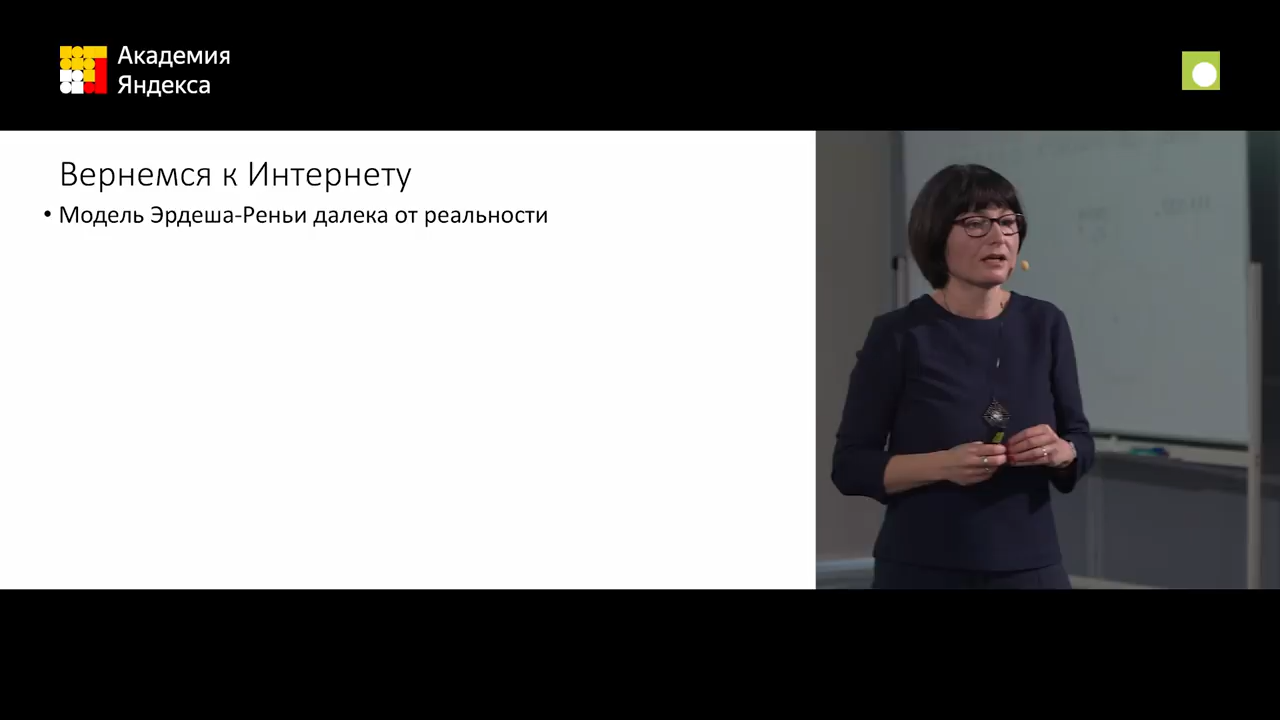 Академия
Яндекса
Вернемся к Интернету
• Модель Эрдеша-Реньи далека от реальности